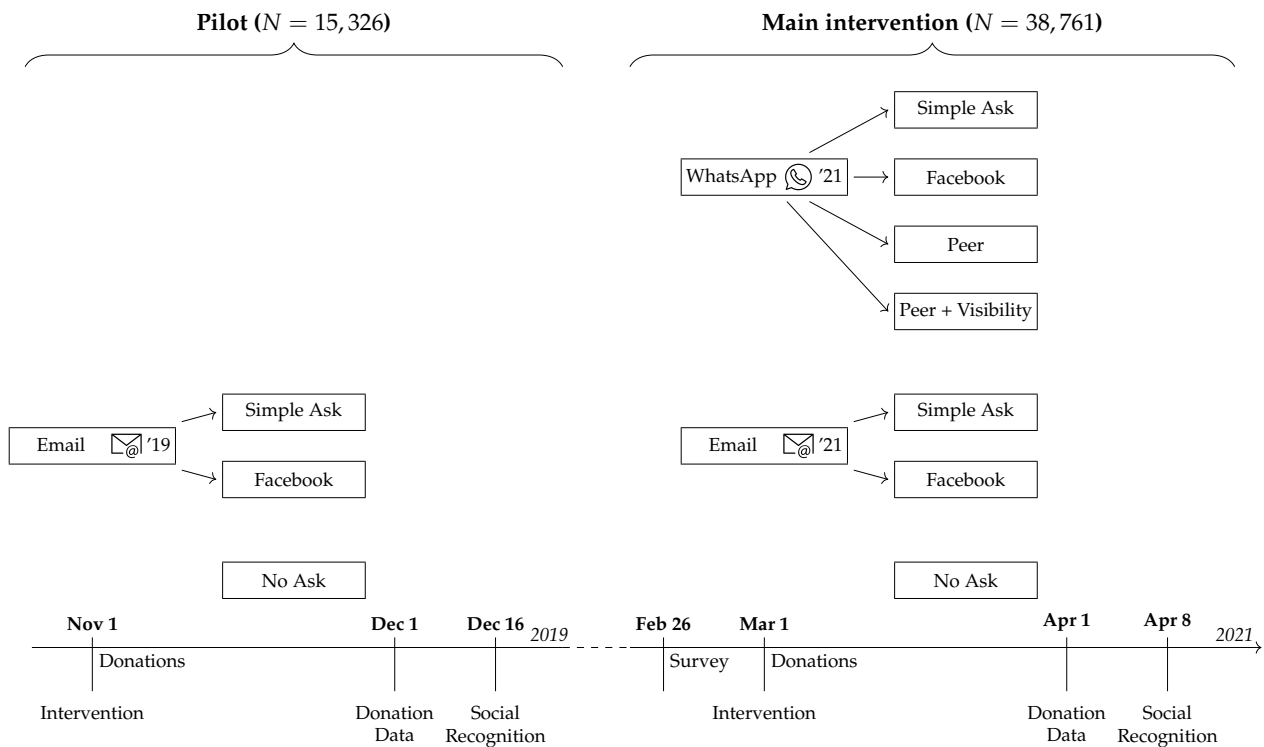 Pilot (N = 15,326)
Main intervention (N = 38,761)
Simple Ask
WhatsApp '21
Facebook
Peer
Peer + Visibility
Simple Ask
Email @ '19
Facebook
Simple Ask
Email @ '21
Facebook
No Ask
No Ask
Nov 1
Dec 1
Dec 16
2019
Feb 26
Mar 1
Apr 1
Apr 8
2021
Donations
Survey
Donations
Intervention
Donation
Data
Social
Recognition
Intervention
Donation
Data
Social
Recognition